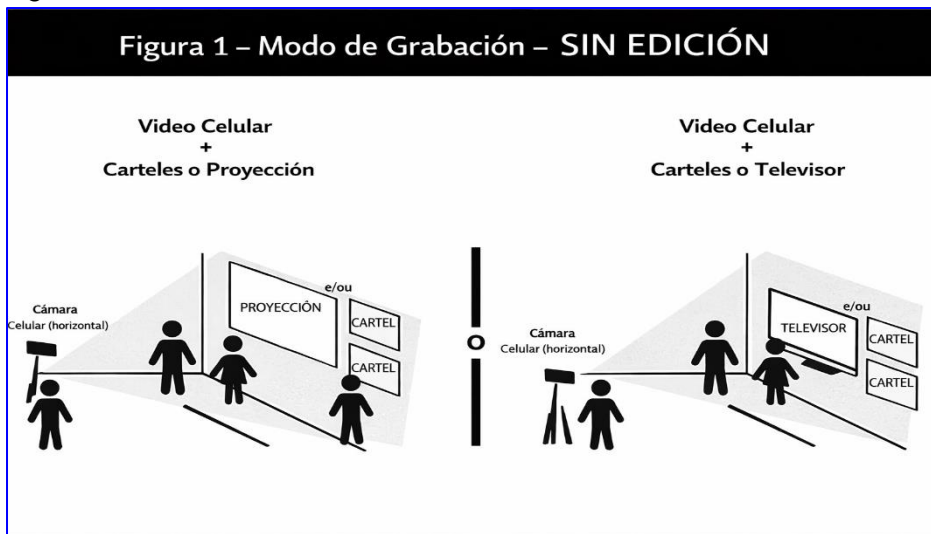 Figura 1 – Modo de Grabación – SIN EDICIÓN
Video Celular
+
Carteles o Proyección
Cámara
Celular (horizontal)
PROYECCIÓN
e/ou
CARTEL
CARTEL
O
Video Celular
+
Carteles o Televisor
Cámara
Celular (horizontal)
TELEVISOR
e/ou
CARTEL
CARTEL